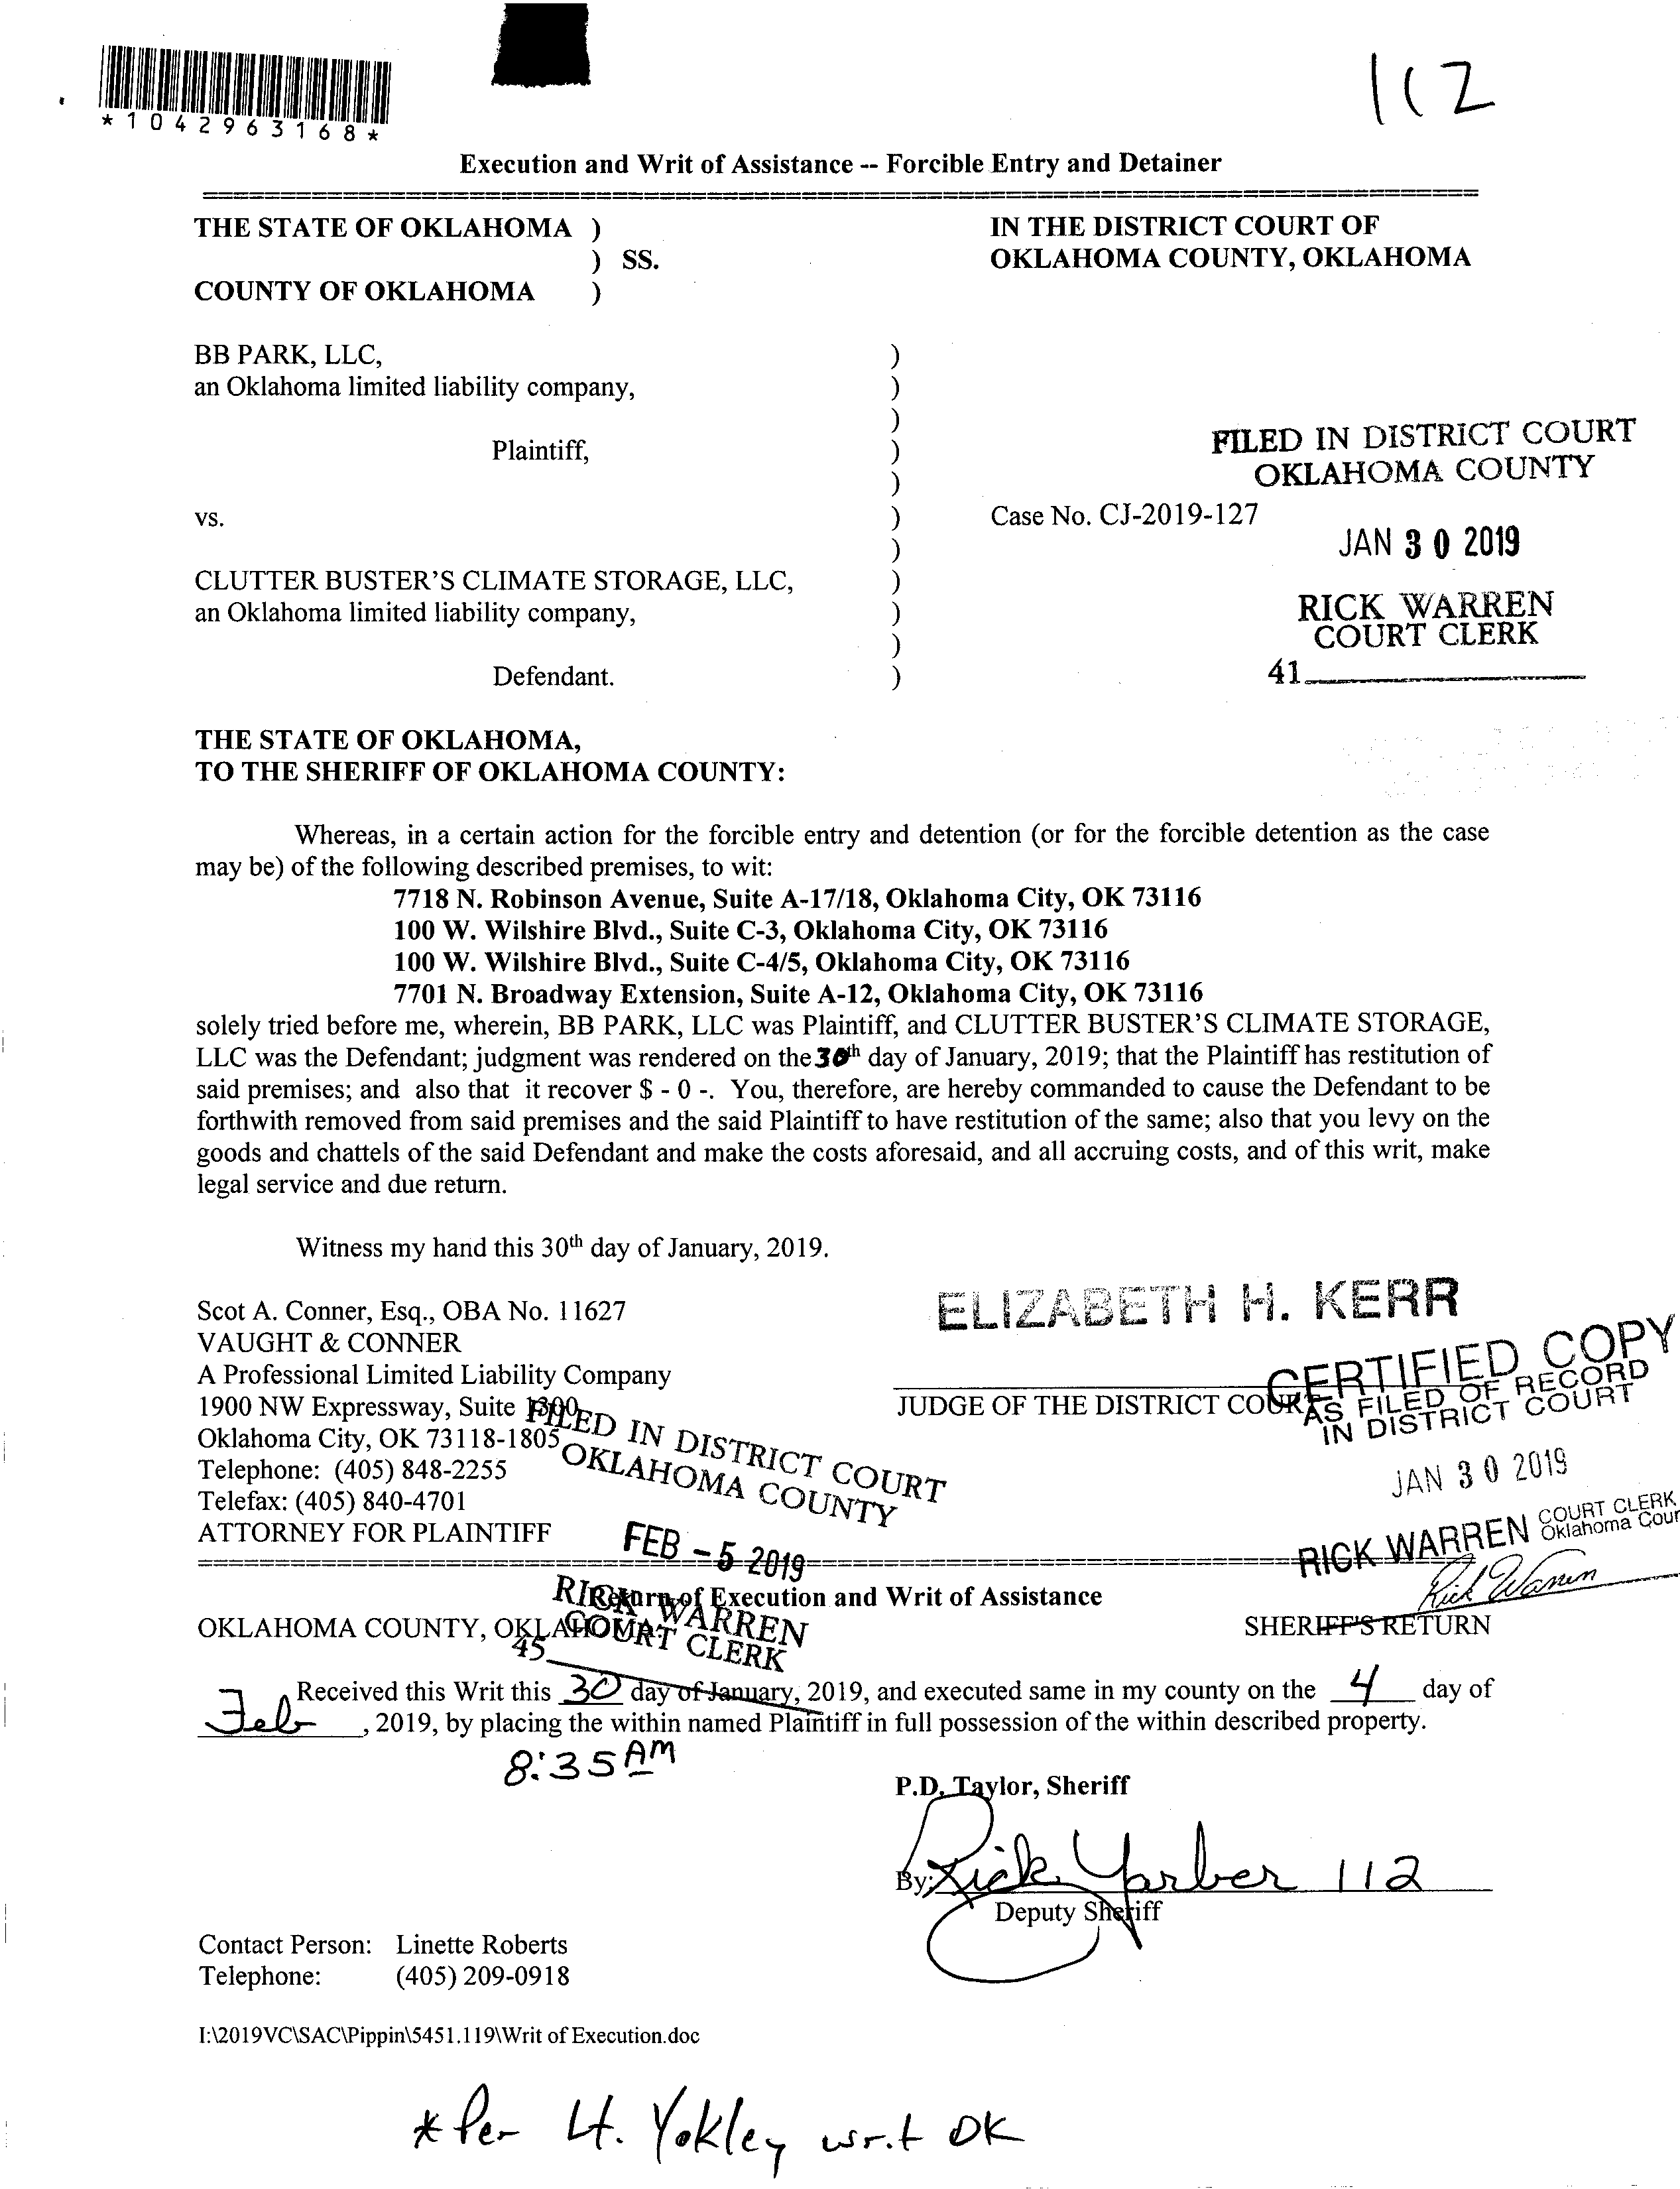 *1042963168*
112
Execution and Writ of Assistance -- Forcible Entry and Detainer
THE STATE OF OKLAHOMA )
) SS.
COUNTY OF OKLAHOMA )
IN THE DISTRICT COURT OF
OKLAHOMA COUNTY, OKLAHOMA
BB PARK, LLC, )
an Oklahoma limited liability company, )
)
Plaintiff, )
)
vs. )
)
CLUTTER BUSTER'S CLIMATE STORAGE, LLC, )
an Oklahoma limited liability company, )
)
Defendant. )
FILED IN DISTRICT COURT
OKLAHOMA COUNTY
Case No. CJ-2019-127
JAN 30 2019
RICK WARREN
COURT CLERK
41
THE STATE OF OKLAHOMA,
TO THE SHERIFF OF OKLAHOMA COUNTY:
Whereas, in a certain action for the forcible entry and detention (or for the forcible detention as the case
may be) of the following described premises, to wit:
7718 N. Robinson Avenue, Suite A-17/18, Oklahoma City, OK 73116
100 W. Wilshire Blvd., Suite C-3, Oklahoma City, OK 73116
100 W. Wilshire Blvd., Suite C-4/5, Oklahoma City, OK 73116
7701 N. Broadway Extension, Suite A-12, Oklahoma City, OK 73116
solely tried before me, wherein, BB PARK, LLC was Plaintiff, and CLUTTER BUSTER'S CLIMATE STORAGE,
LLC was the Defendant; judgment was rendered on the 30th day of January, 2019; that the Plaintiff has restitution of
said premises; and also that it recover $ - 0 -. You, therefore, are hereby commanded to cause the Defendant to be
forthwith removed from said premises and the said Plaintiff to have restitution of the same; also that you levy on the
goods and chattels of the said Defendant and make the costs aforesaid, and all accruing costs, and of this writ, make
legal service and due return.
Witness my hand this 30th day of January, 2019.
ELIZABETH H. KERR
JUDGE OF THE DISTRICT COURT
CERTIFIED COPY
AS FILED OF RECORD
IN DISTRICT COURT
JAN 30 2019
RICK WARREN COURT CLERK
Oklahoma Coun
Rick Warren
Scot A. Conner, Esq., OBA No. 11627
VAUGHT & CONNER
A Professional Limited Liability Company
1900 NW Expressway, Suite 1300
Oklahoma City, OK 73118-1805
Telephone: (405) 848-2255
Telefax: (405) 840-4701
ATTORNEY FOR PLAINTIFF
FILED IN DISTRICT COURT
OKLAHOMA COUNTY
FEB - 5 2019
RICK WARREN
COURT CLERK
45
Return of Execution and Writ of Assistance
OKLAHOMA COUNTY, OKLAHOMA: SHERIFF'S RETURN
Received this Writ this 30 day of January, 2019, and executed same in my county on the 4 day of
Feb, 2019, by placing the within named Plaintiff in full possession of the within described property.
8:35 AM
P.D. Taylor, Sheriff
By: Rick Yarber 112
Deputy Sheriff
Contact Person: Linette Roberts
Telephone: (405) 209-0918
I:\2019VC\SAC\Pippin\5451.119\Writ of Execution.doc
* Per Lt. Yokley writ OK